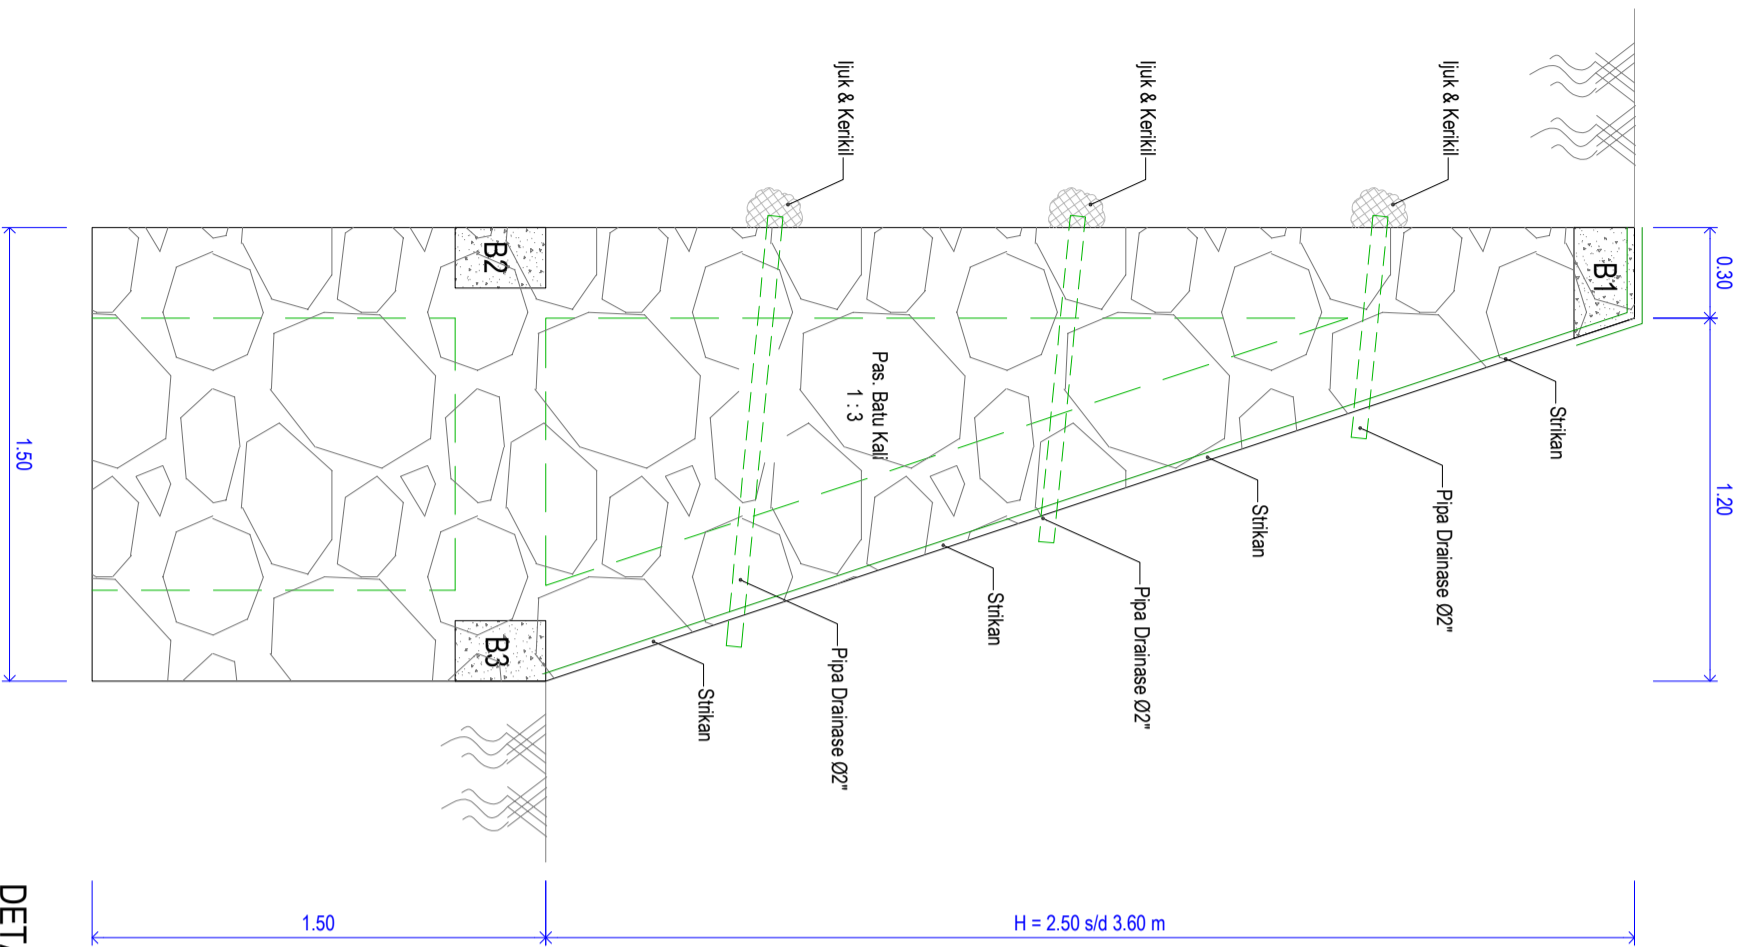 Ijuk & Kerikil
Ijuk & Kerikil
Ijuk & Kerikil
B1
0.30
1.20
B2
Pas. Batu Kali
1 : 3
Strikan
Pipa Drainase Ø2"
Strikan
Pipa Drainase Ø2"
Strikan
Pipa Drainase Ø2"
Strikan
B3
1.50
1.50
H = 2.50 s/d 3.60 m